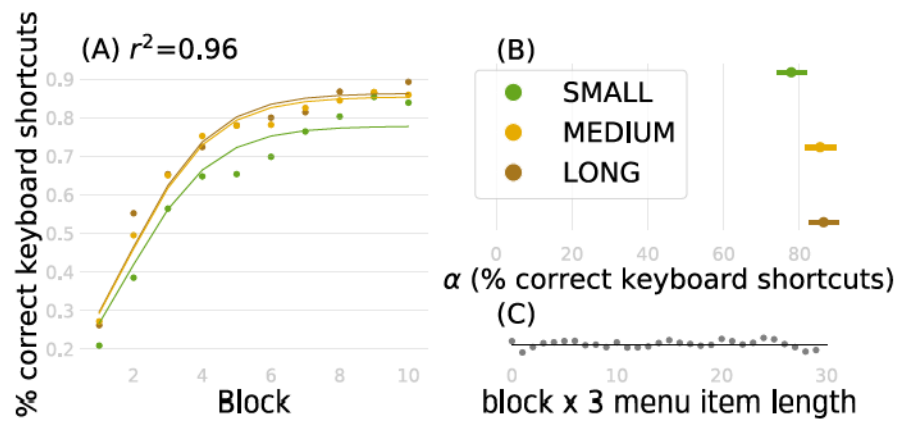 (A) r²=0.96
% correct keyboard shortcuts
0.9
0.8
0.7
0.6
0.5
0.4
0.3
0.2
2 4 6 8 10
Block
(B)
SMALL
MEDIUM
LONG
0 20 40 60 80
α (% correct keyboard shortcuts)
(C)
0 10 20 30
block x 3 menu item length